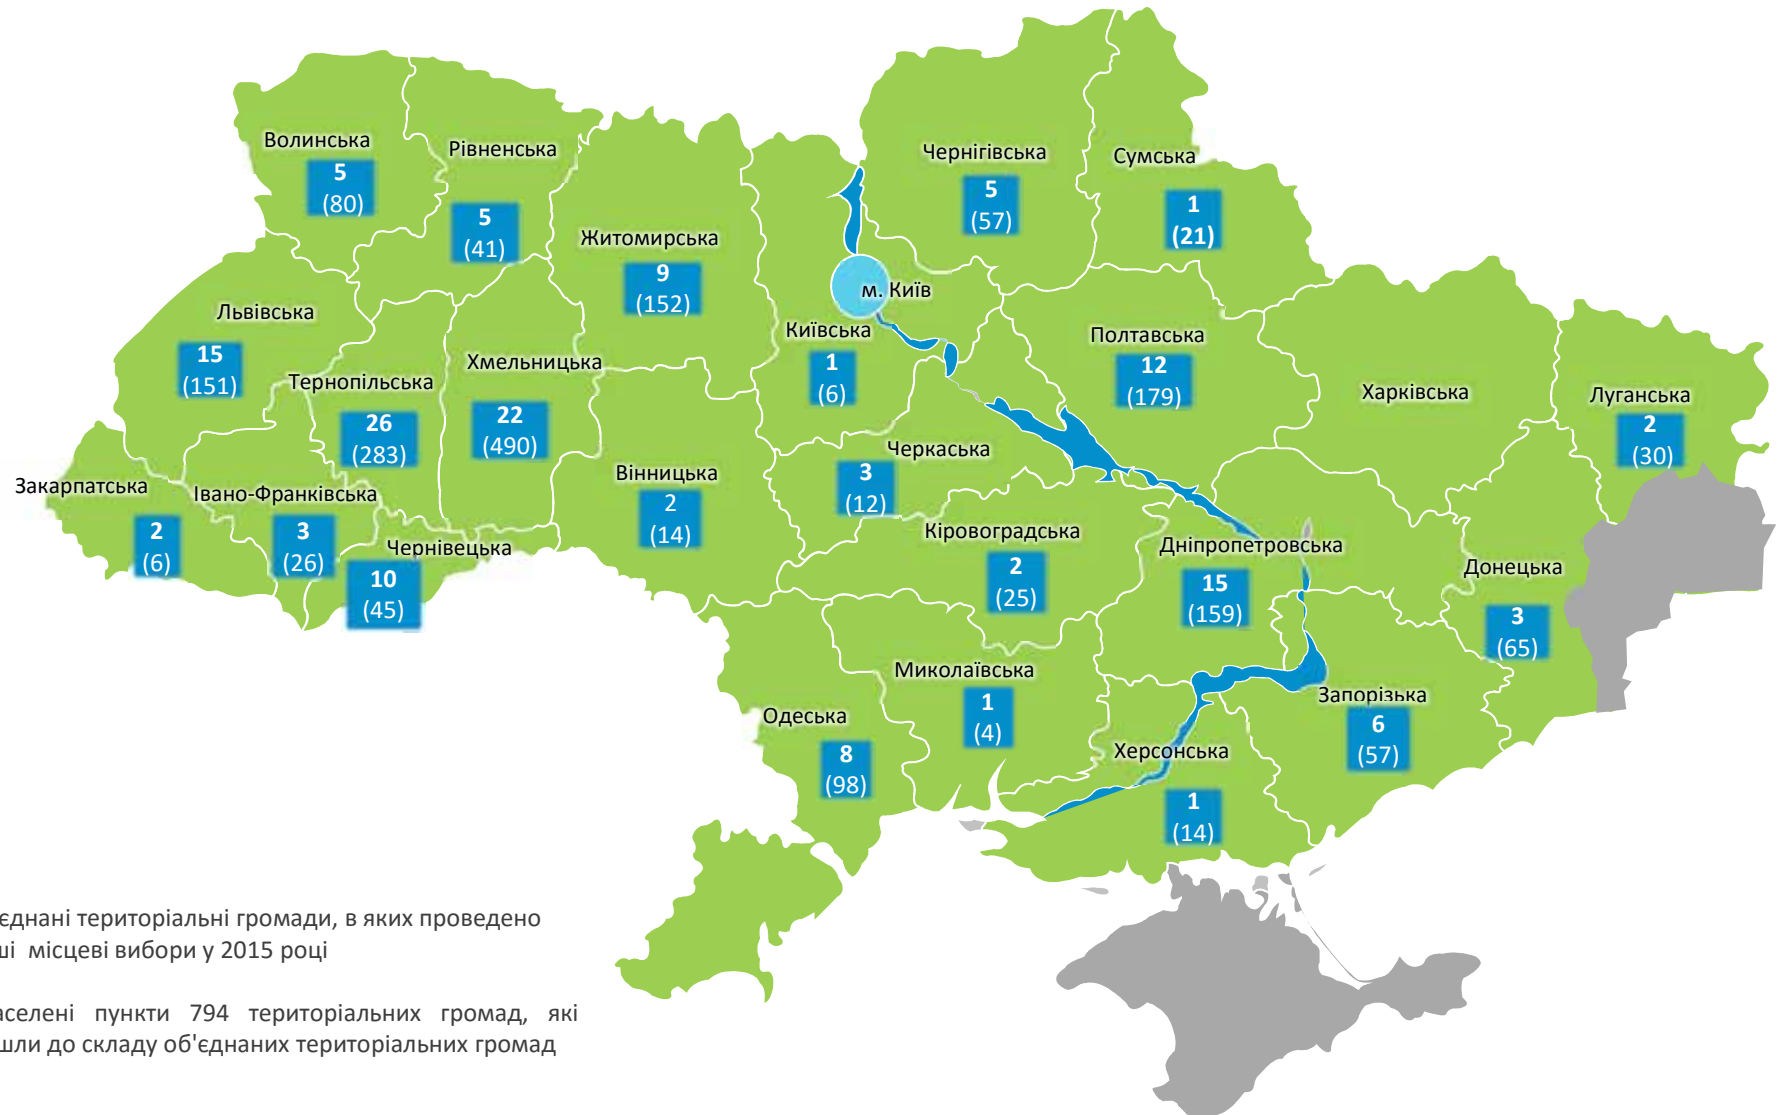 Волинська
5
(80)
Рівненська
5
(41)
Житомирська
9
(152)
Чернігівська
5
(57)
Сумська
1
(21)
м. Київ
Київська
1
(6)
Львівська
15
(151)
Тернопільська
26
(283)
Хмельницька
22
(490)
Полтавська
12
(179)
Харківська
Луганська
2
(30)
Закарпатська
2
(6)
Івано-Франківська
3
(26)
Чернівецька
10
(45)
Вінницька
2
(14)
Черкаська
3
(12)
Кіровоградська
2
(25)
Дніпропетровська
15
(159)
Донецька
3
(65)
Одеська
8
(98)
Миколаївська
1
(4)
Херсонська
1
(14)
Запорізька
6
(57)
єднані територіальні громади, в яких проведено
ші місцеві вибори у 2015 році
аселені пункти 794 територіальних громад, які
шли до складу об'єднаних територіальних громад